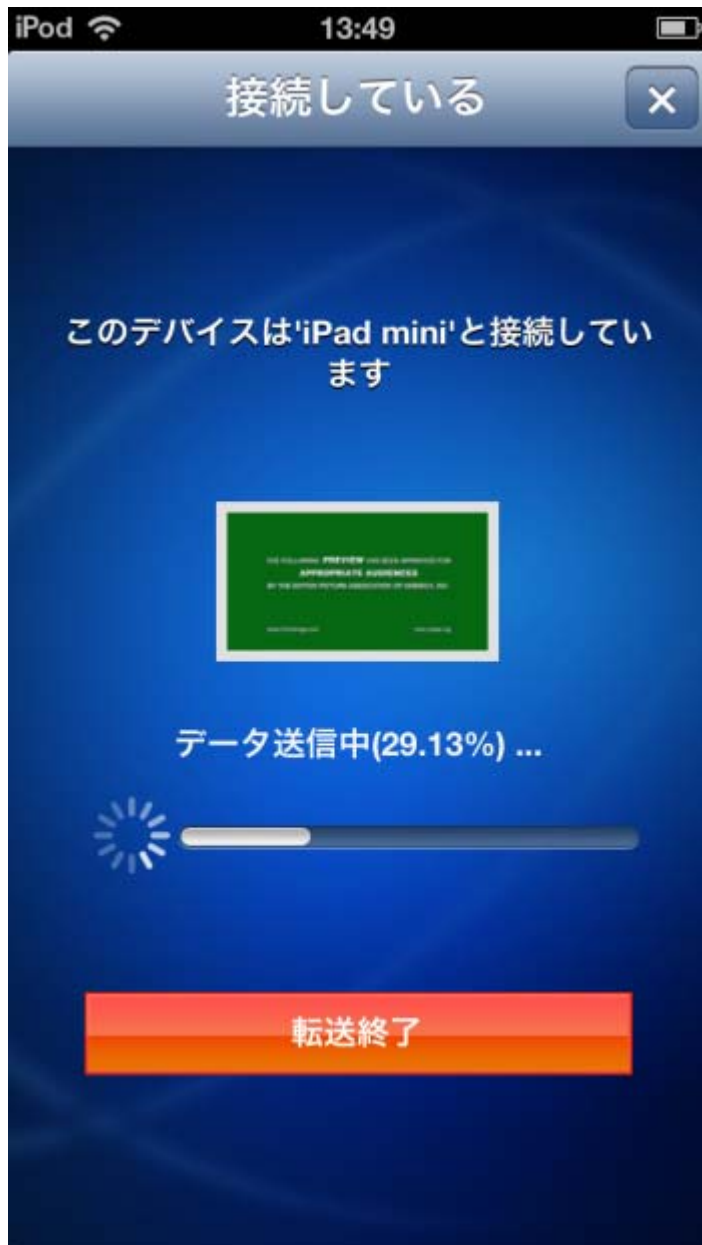 iPod 13:49
接続している
このデバイスは'iPad mini'と接続してい
ます
THE FOLLOWING PREVIEW HAS BEEN APPROVED FOR
APPROPRIATE AUDIENCES
BY THE MOTION PICTURE ASSOCIATION OF AMERICA, INC.
データ送信中(29.13%) ...
転送終了